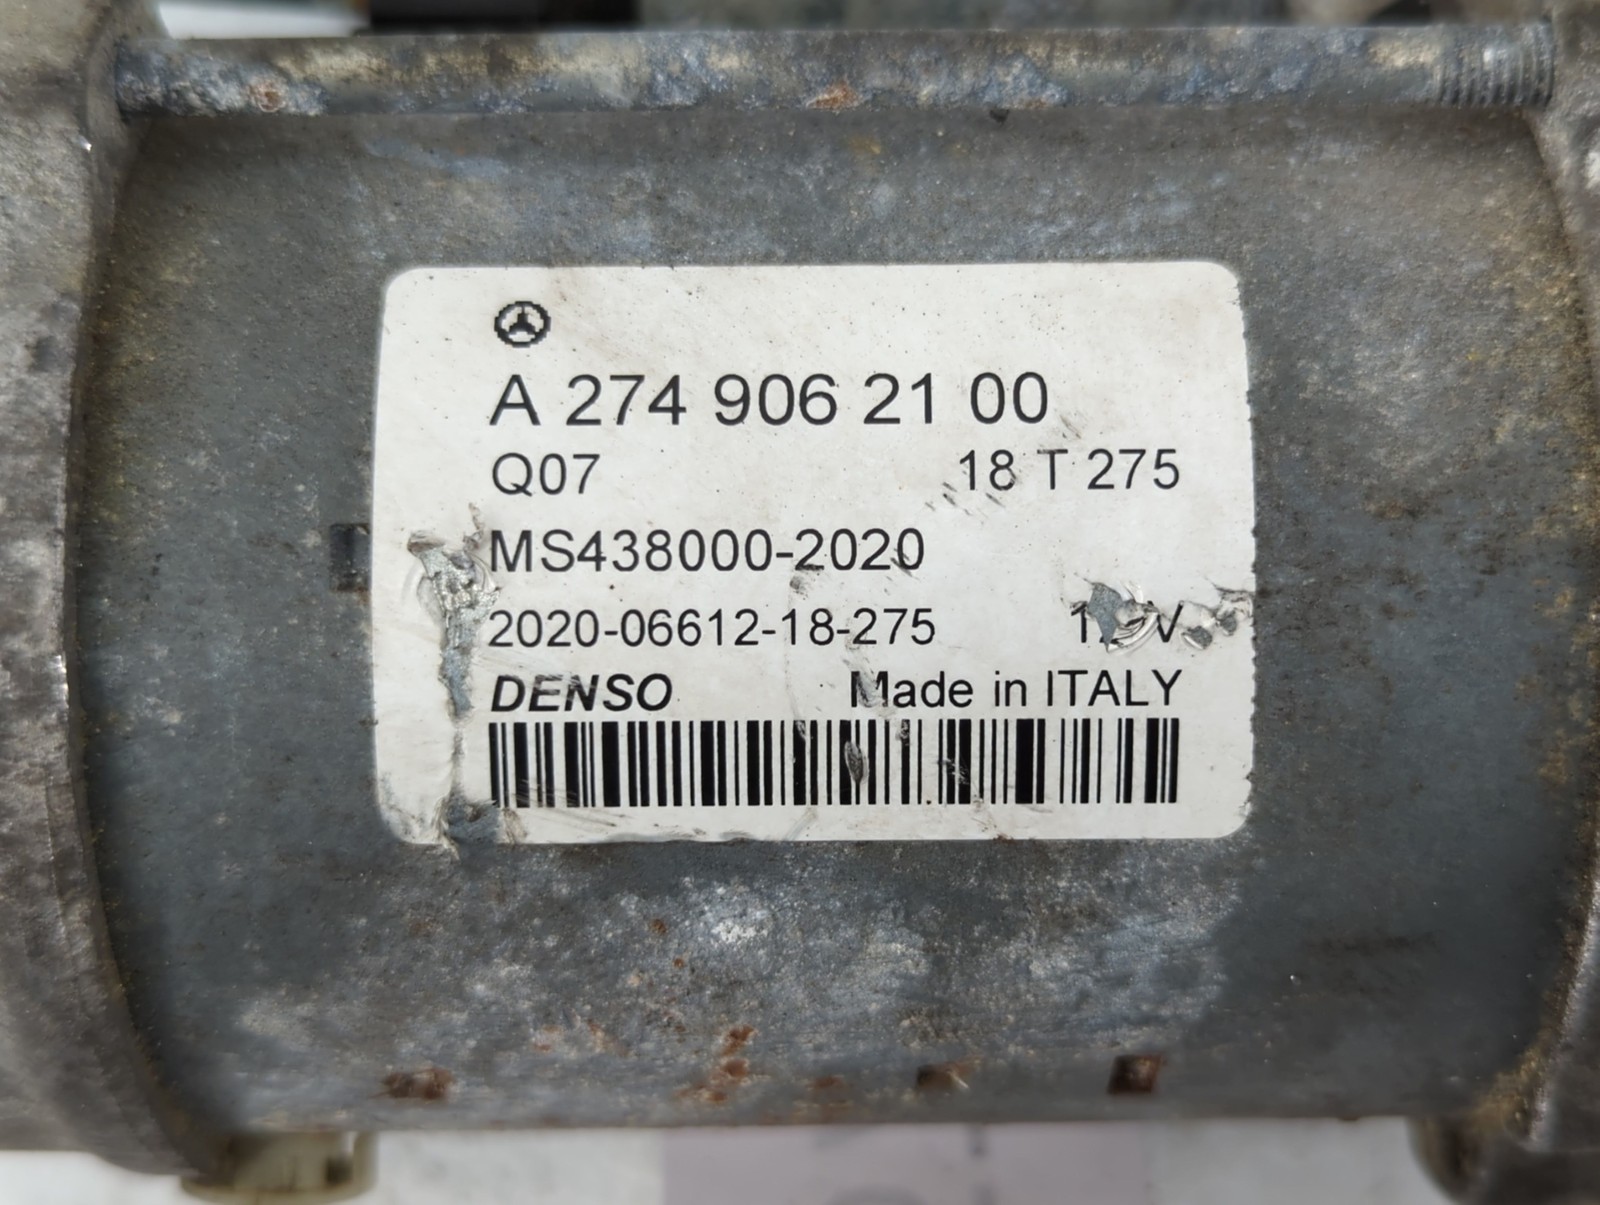 A 274 906 21 00
Q07 18 T 275
MS438000-2020
2020-06612-18-275
DENSO Made in ITALY